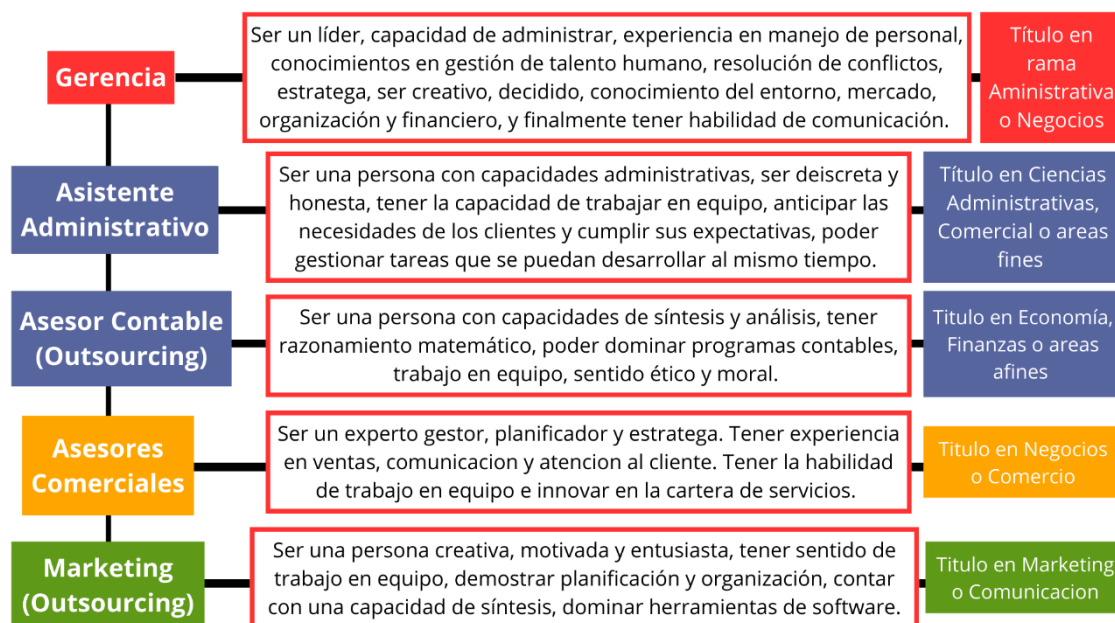 Gerencia
Ser un líder, capacidad de administrar, experiencia en manejo de personal,
conocimientos en gestión de talento humano, resolución de conflictos,
estratega, ser creativo, decidido, conocimiento del entorno, mercado,
organización y financiero, y finalmente tener habilidad de comunicación.
Título en
rama
Aministrativa
o Negocios
Asistente
Administrativo
Ser una persona con capacidades administrativas, ser deiscreta y
honesta, tener la capacidad de trabajar en equipo, anticipar las
necesidades de los clientes y cumplir sus expectativas, poder
gestionar tareas que se puedan desarrollar al mismo tiempo.
Título en Ciencias
Administrativas,
Comercial o areas
fines
Asesor Contable
(Outsourcing)
Ser una persona con capacidades de síntesis y análisis, tener
razonamiento matemático, poder dominar programas contables,
trabajo en equipo, sentido ético y moral.
Titulo en Economía,
Finanzas o areas
afines
Asesores
Comerciales
Ser un experto gestor, planificador y estratega. Tener experiencia
en ventas, comunicacion y atencion al cliente. Tener la habilidad
de trabajo en equipo e innovar en la cartera de servicios.
Titulo en Negocios
o Comercio
Marketing
(Outsourcing)
Ser una persona creativa, motivada y entusiasta, tener sentido de
trabajo en equipo, demostrar planificación y organización, contar
con una capacidad de síntesis, dominar herramientas de software.
Titulo en Marketing
o Comunicacion